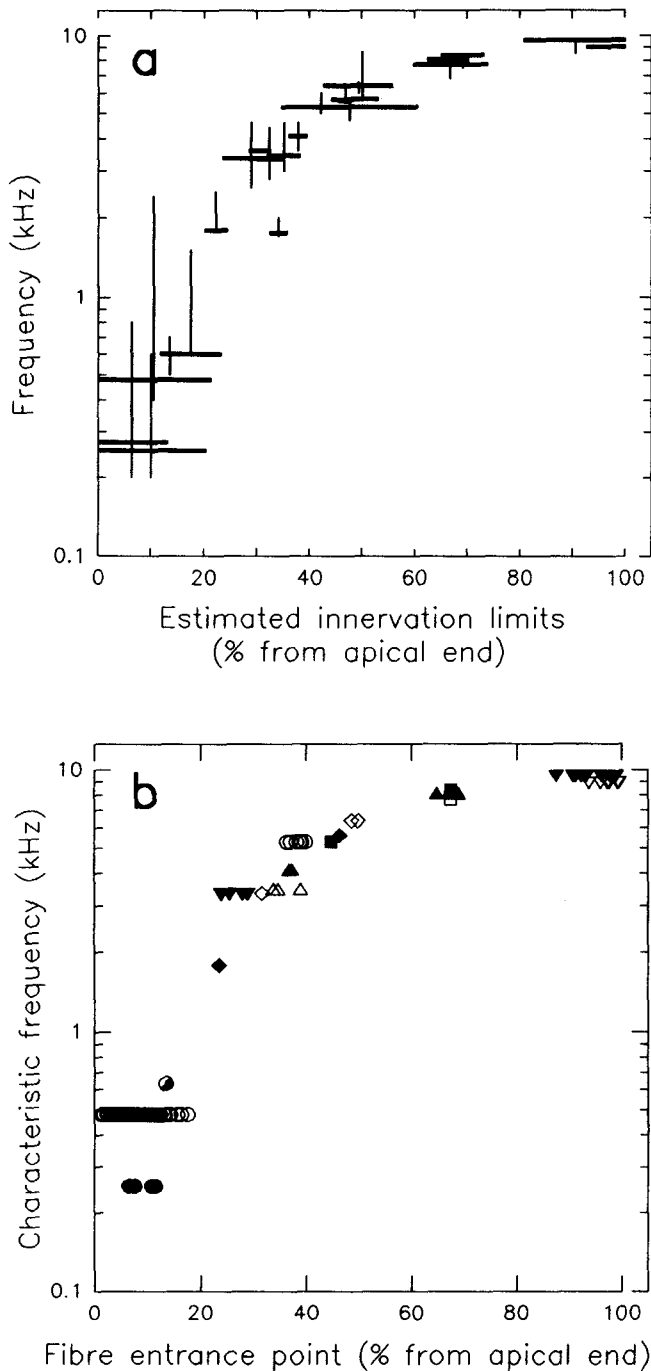 a
10
1
0.1
Frequency (kHz)
0 20 40 60 80 100
Estimated innervation limits
(% from apical end)
b
10
1
0.1
Characteristic frequency (kHz)
0 20 40 60 80 100
Fibre entrance point (% from apical end)